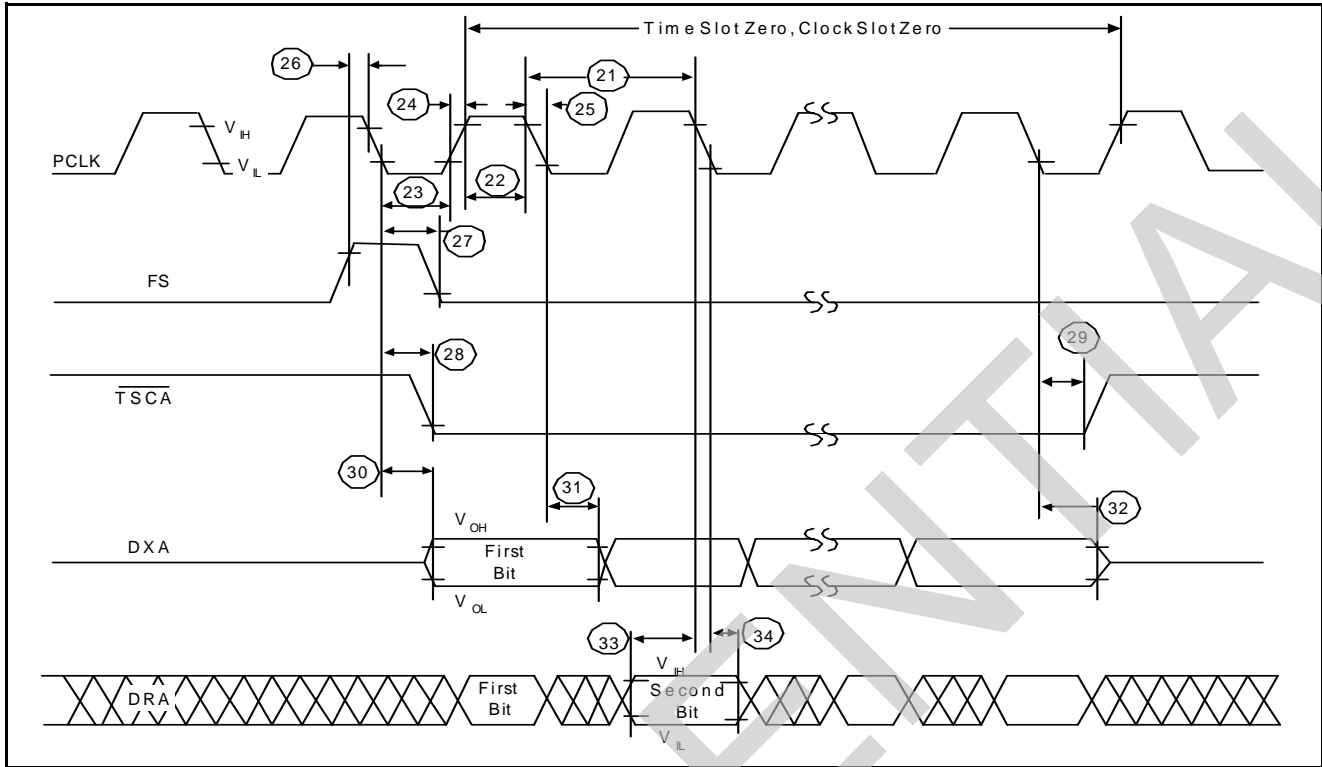 Time Slot Zero, Clock Slot Zero
26
21
24
25
V IH
PCLK
V IL
22
23
27
FS
29
28
TSCA
30
31
32
V OH
DXA
First
Bit
V OL
33
34
V IH
DRA
First
Bit
Second
Bit
V IL
ENTIAL